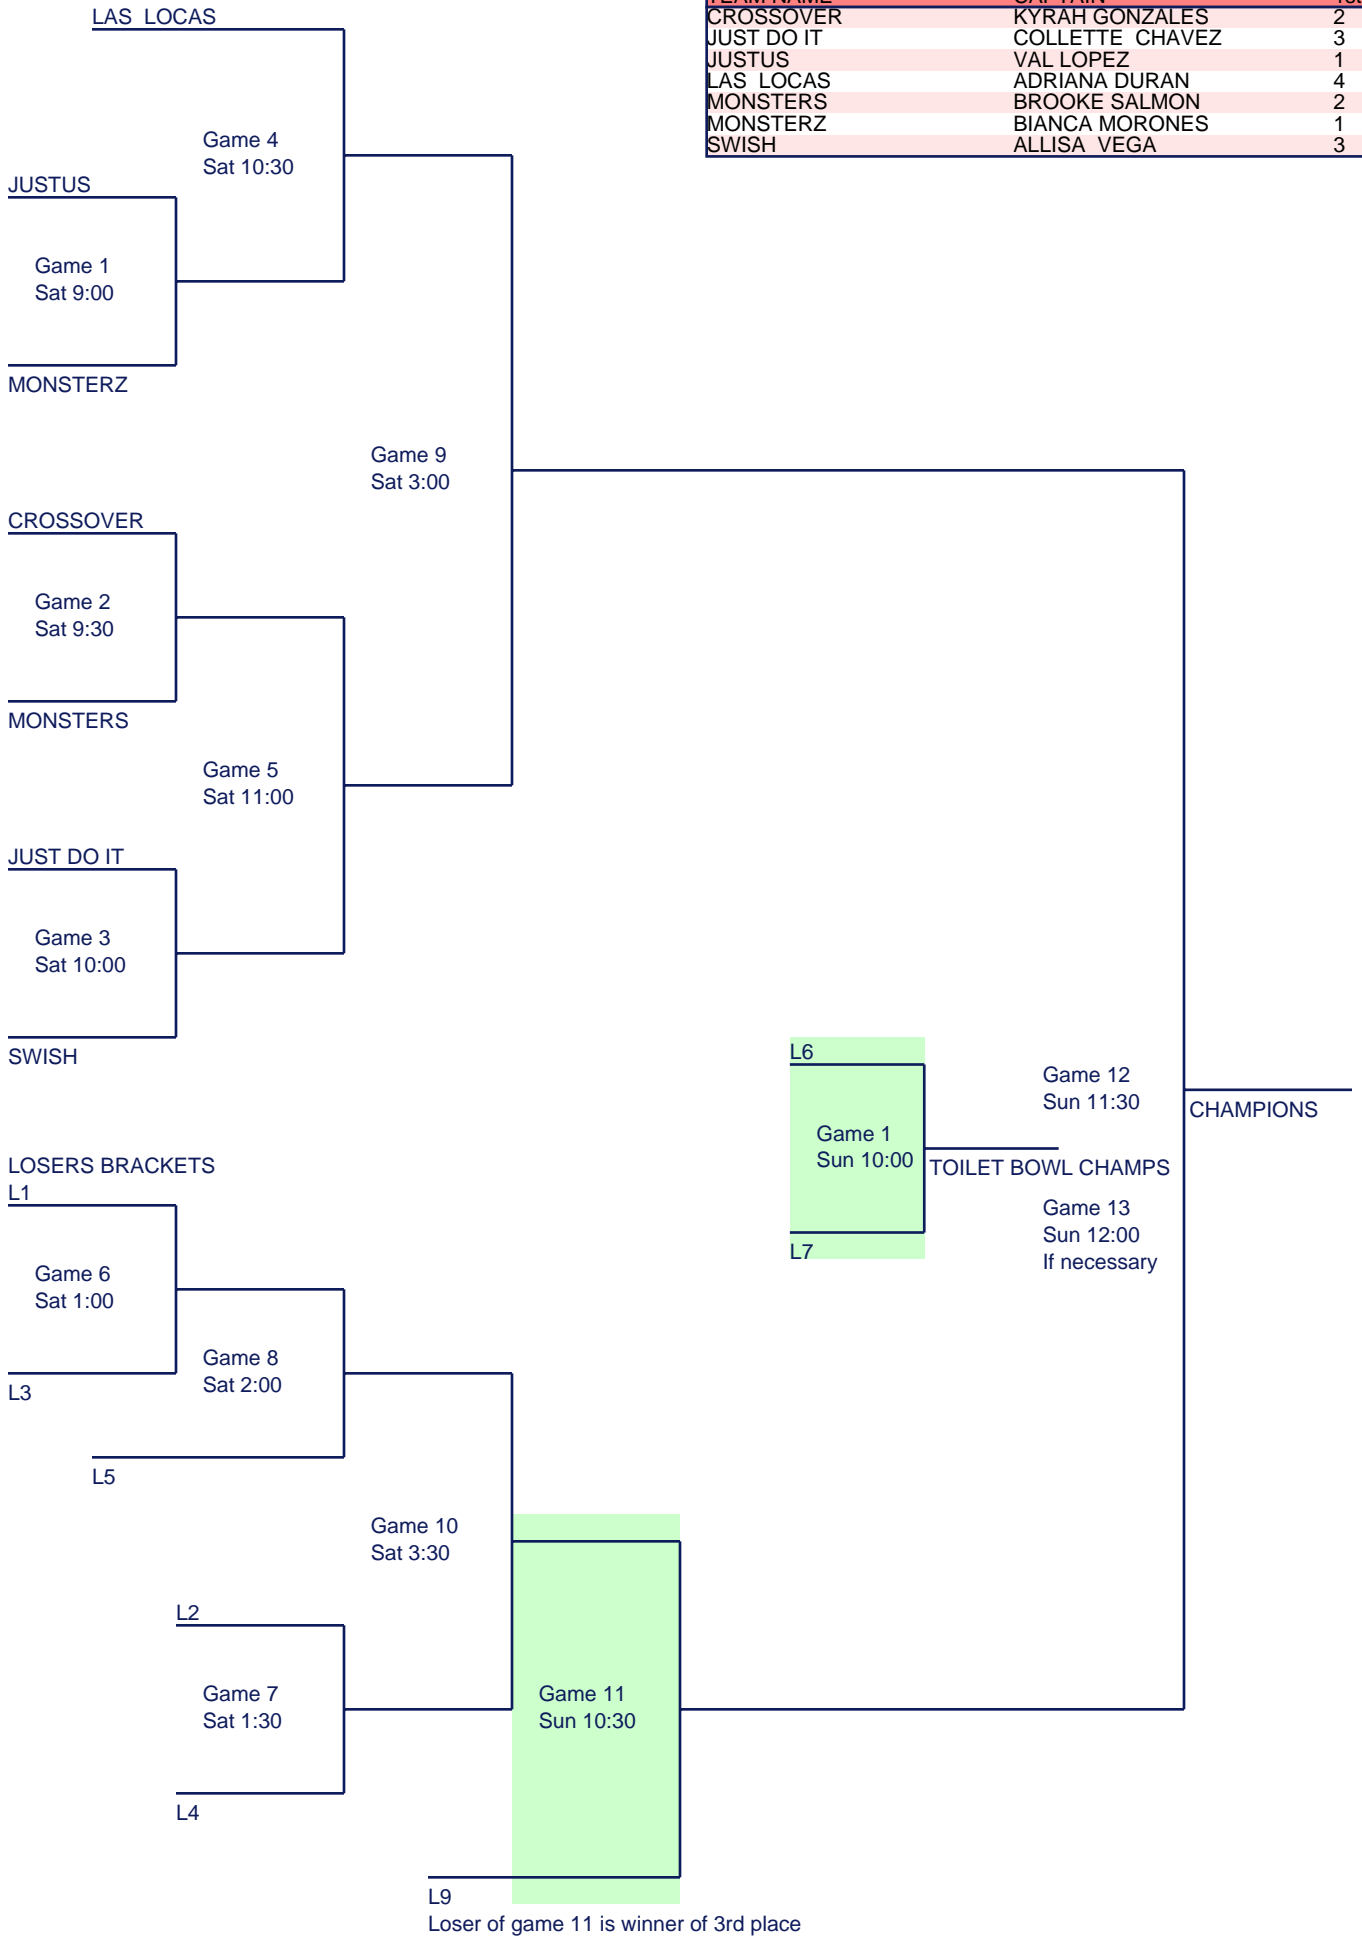 TEAM NAME CAPTAIN 1st
CROSSOVER KYRAH GONZALES 2
JUST DO IT COLLETTE CHAVEZ 3
JUSTUS VAL LOPEZ 1
LAS LOCAS ADRIANA DURAN 4
MONSTERS BROOKE SALMON 2
MONSTERZ BIANCA MORONES 1
SWISH ALLISA VEGA 3
LAS LOCAS
Game 4
Sat 10:30
JUSTUS
Game 1
Sat 9:00
MONSTERZ
Game 9
Sat 3:00
CROSSOVER
Game 2
Sat 9:30
MONSTERS
Game 5
Sat 11:00
JUST DO IT
Game 3
Sat 10:00
SWISH
L6
Game 1
Sun 10:00
L7
TOILET BOWL CHAMPS
Game 12
Sun 11:30
CHAMPIONS
Game 13
Sun 12:00
If necessary
LOSERS BRACKETS
L1
Game 6
Sat 1:00
L3
Game 8
Sat 2:00
L5
Game 10
Sat 3:30
L2
Game 7
Sat 1:30
L4
Game 11
Sun 10:30
L9
Loser of game 11 is winner of 3rd place